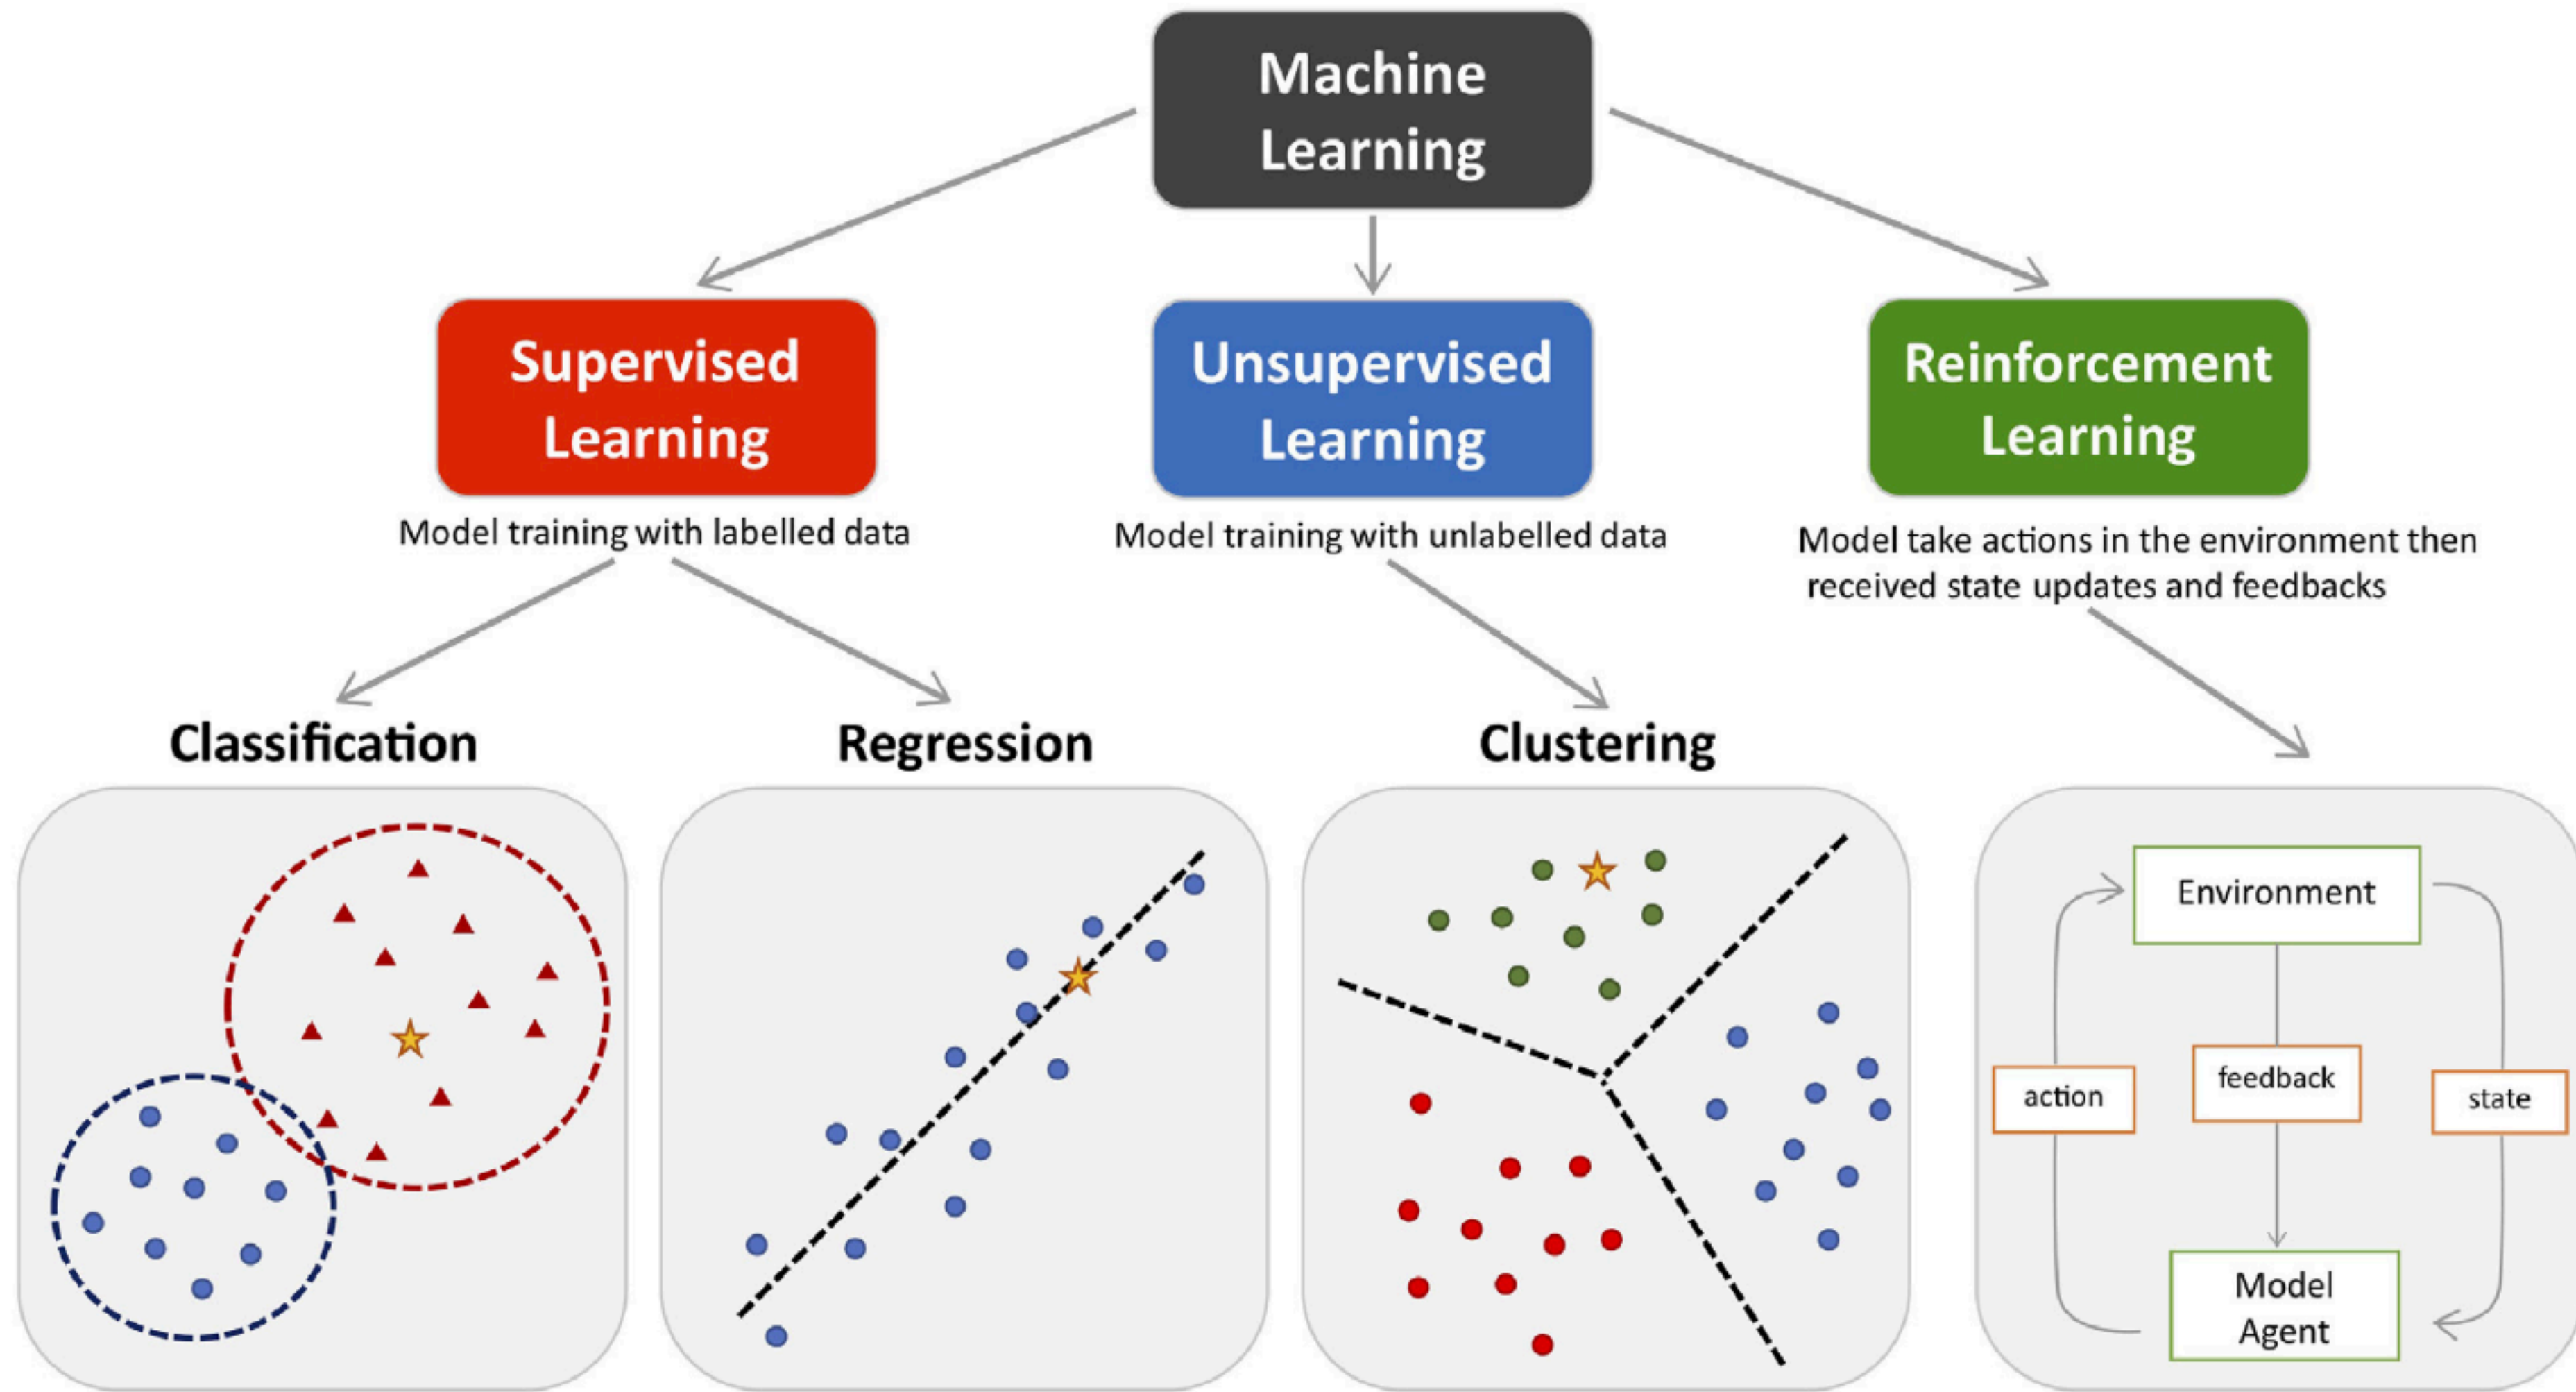 Machine
Learning
Supervised
Learning
Unsupervised
Learning
Reinforcement
Learning
Model training with labelled data
Model training with unlabelled data
Model take actions in the environment then
received state updates and feedbacks
Classification
Regression
Clustering
Environment
action
feedback
state
Model
Agent